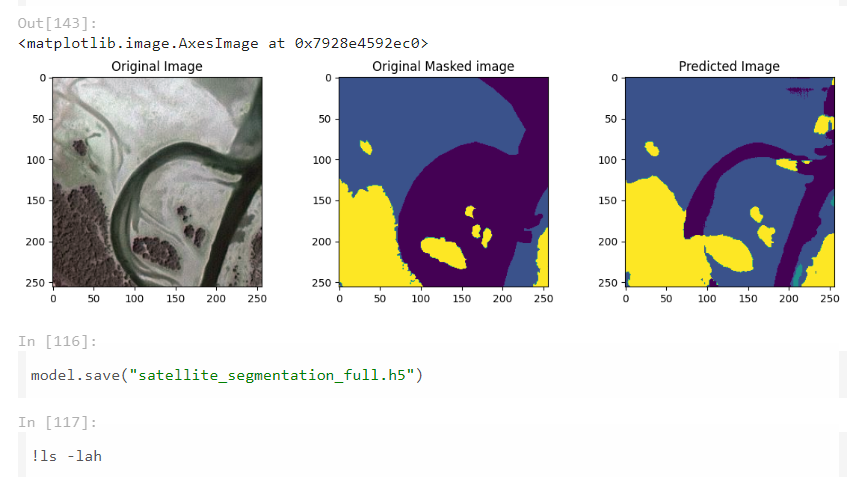 Out[143]:
<matplotlib.image.AxesImage at 0x7928e4592ec0>
Original Image
0
50
100
150
200
250
0 50 100 150 200 250
Original Masked image
0
50
100
150
200
250
0 50 100 150 200 250
Predicted Image
0
50
100
150
200
250
0 50 100 150 200 250
In [116]:
model.save("satellite_segmentation_full.h5")
In [117]:
!ls -lah